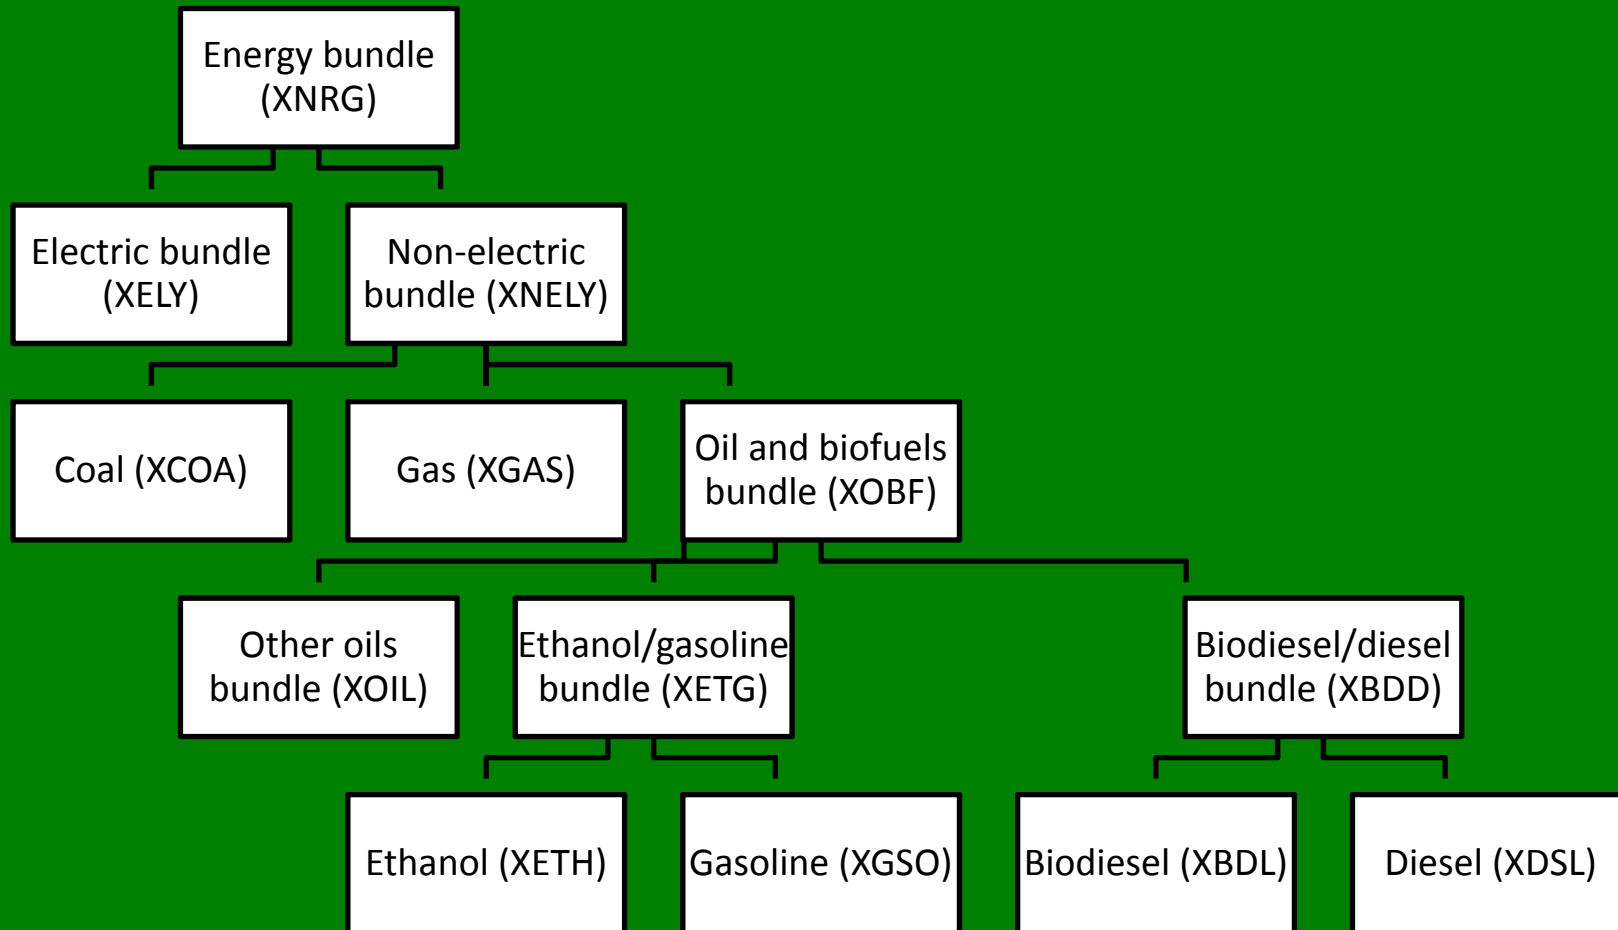 Energy bundle
(XNRG)
Electric bundle
(XELY)
Non-electric
bundle (XNELY)
Coal (XCOA)
Gas (XGAS)
Oil and biofuels
bundle (XOBF)
Other oils
bundle (XOIL)
Ethanol/gasoline
bundle (XETG)
Biodiesel/diesel
bundle (XBDD)
Ethanol (XETH)
Gasoline (XGSO)
Biodiesel (XBDL)
Diesel (XDSL)